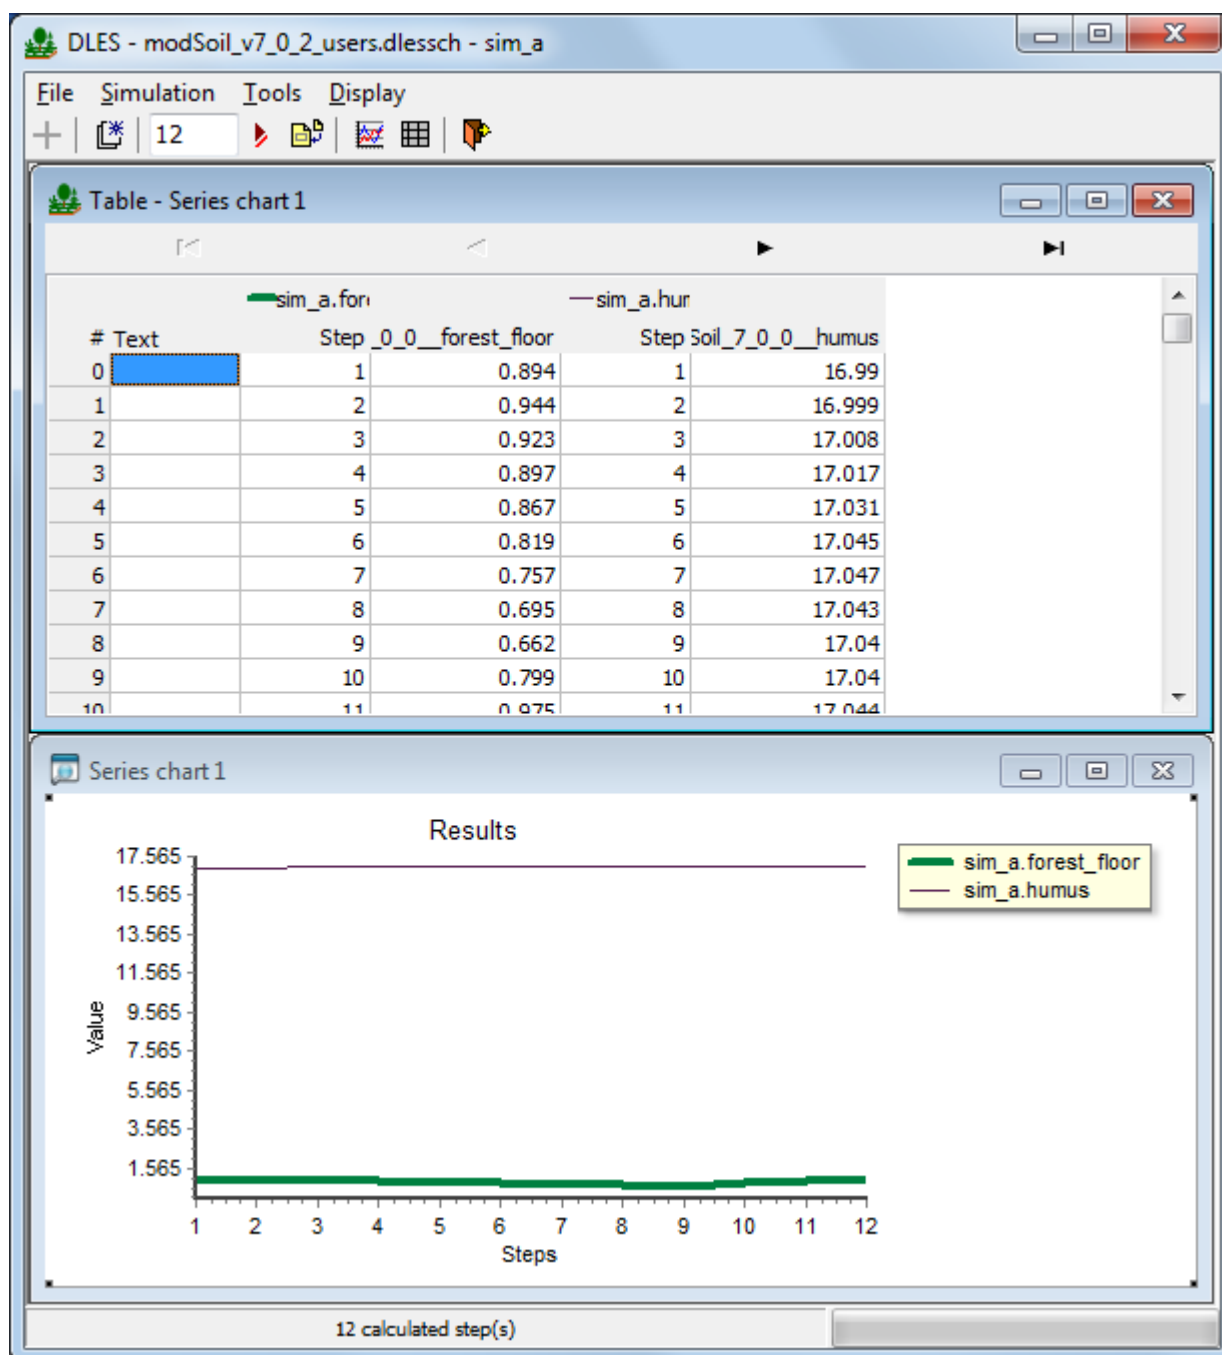 DLES - modSoil_v7_0_2_users.dlessch - sim_a
File Simulation Tools Display
12
Table - Series chart 1
sim_a.for sim_a.hur
# Text Step _0_0__forest_floor Step Soil_7_0_0__humus
0 1 0.894 1 16.99
1 2 0.944 2 16.999
2 3 0.923 3 17.008
3 4 0.897 4 17.017
4 5 0.867 5 17.031
5 6 0.819 6 17.045
6 7 0.757 7 17.047
7 8 0.695 8 17.043
8 9 0.662 9 17.04
9 10 0.799 10 17.04
10 11 0.975 11 17.044
Series chart 1
Results
17.565
15.565
13.565
11.565
9.565
7.565
5.565
3.565
1.565
Value
1 2 3 4 5 6 7 8 9 10 11 12
Steps
sim_a.forest_floor
sim_a.humus
12 calculated step(s)